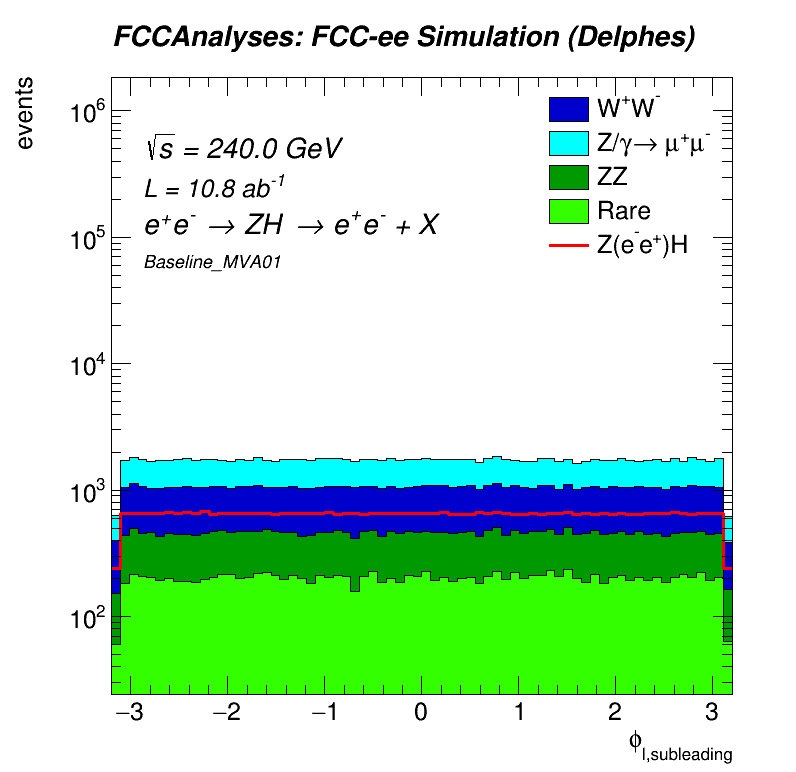 FCCAnalyses: FCC-ee Simulation (Delphes)
events
10⁶
10⁵
10⁴
10³
10²
√s = 240.0 GeV
L = 10.8 ab⁻¹
e⁺e⁻ → ZH → e⁺e⁻ + X
Baseline_MVA01
W⁺W⁻
Z/γ→ μ⁺μ⁻
ZZ
Rare
Z(e⁻e⁺)H
−3 −2 −1 0 1 2 3
ϕ_l,subleading